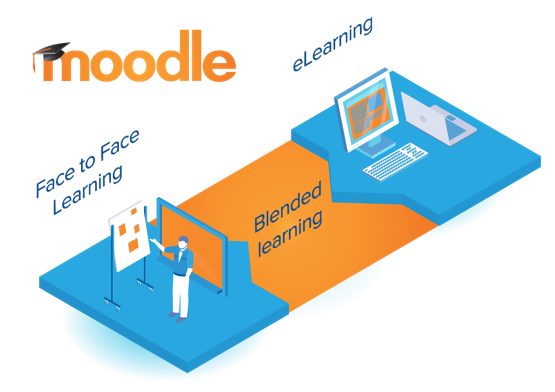 moodle
eLearning
Face to Face
Learning
Blended
learning